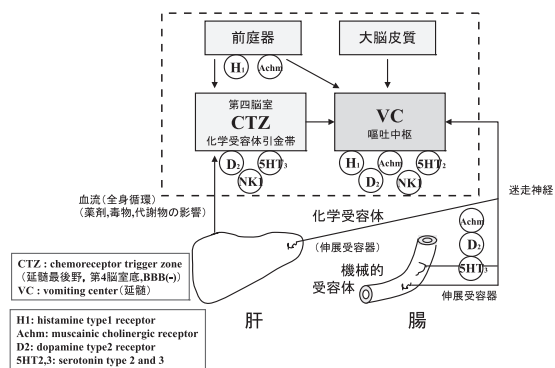 前庭器
大脳皮質
H1
Achm
第四脳室
CTZ
化学受容体引金帯
VC
嘔吐中枢
D2
5HT3
NK1
H1
Achm
5HT2
D2
NK1
血流(全身循環)
(薬剤,毒物,代謝物の影響)
迷走神経
化学受容体
(伸展受容器)
Achm
D2
5HT3
機械的
受容体
伸展受容器
肝
腸
CTZ : chemoreceptor trigger zone
(延髄最後野, 第4脳室底,BBB(-))
VC : vomiting center(延髄)
H1: histamine type1 receptor
Achm: muscainic cholinergic receptor
D2: dopamine type2 receptor
5HT2,3: serotonin type 2 and 3